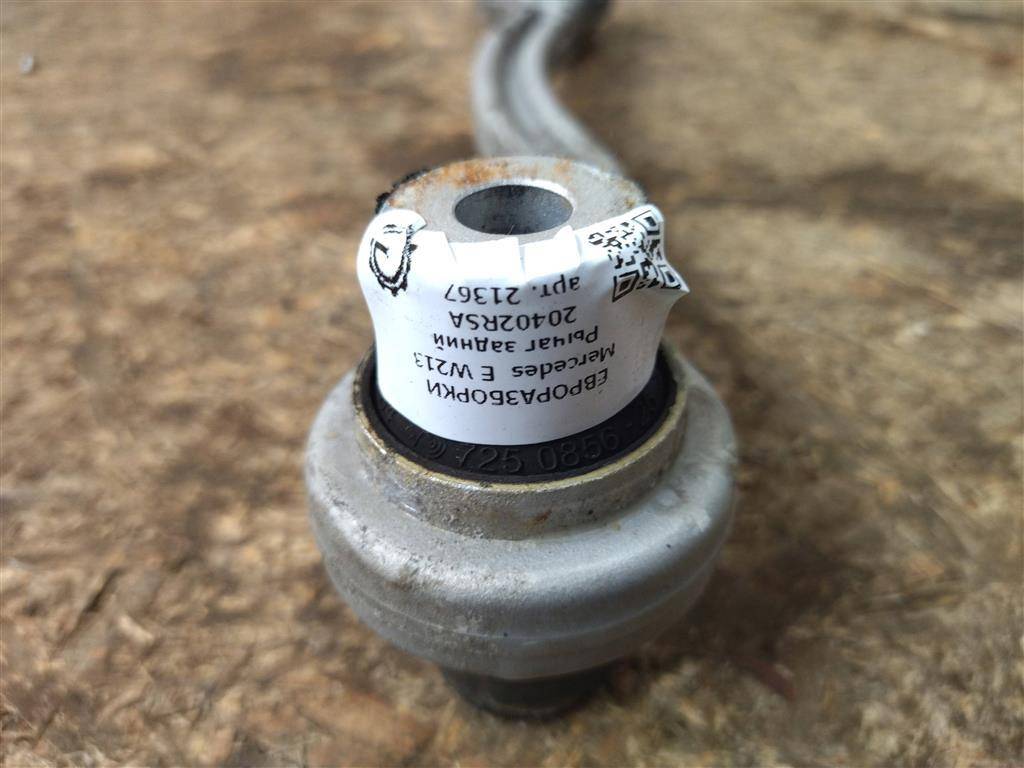 ЕВРОРАЗБОРКИ
Mercedes E W213
Рычаг задний
20402RSA
арт. 21367
725 0856